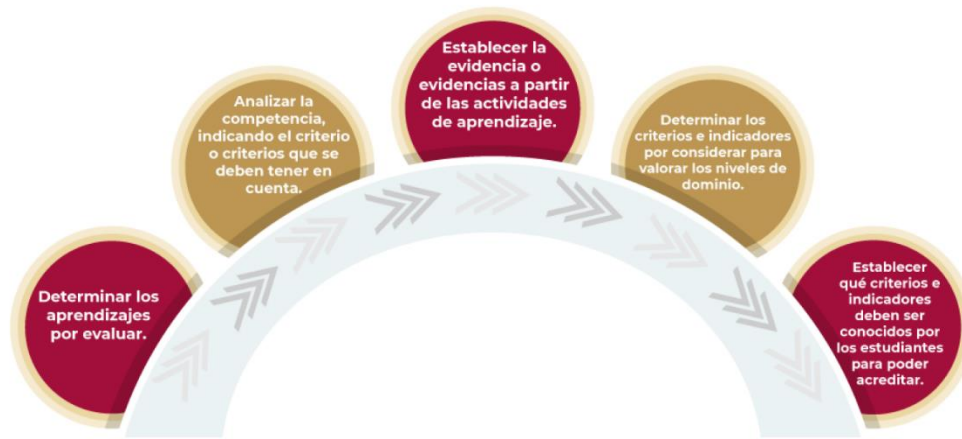 Determinar los
aprendizajes
por evaluar.
Analizar la
competencia,
indicando el criterio
o criterios que se
deben tener en
cuenta.
Establecer la
evidencia o
evidencias a partir
de las actividades
de aprendizaje.
Determinar los
criterios e indicadores
por considerar para
valorar los niveles de
dominio.
Establecer
qué criterios e
indicadores
deben ser
conocidos por
los estudiantes
para poder
acreditar.